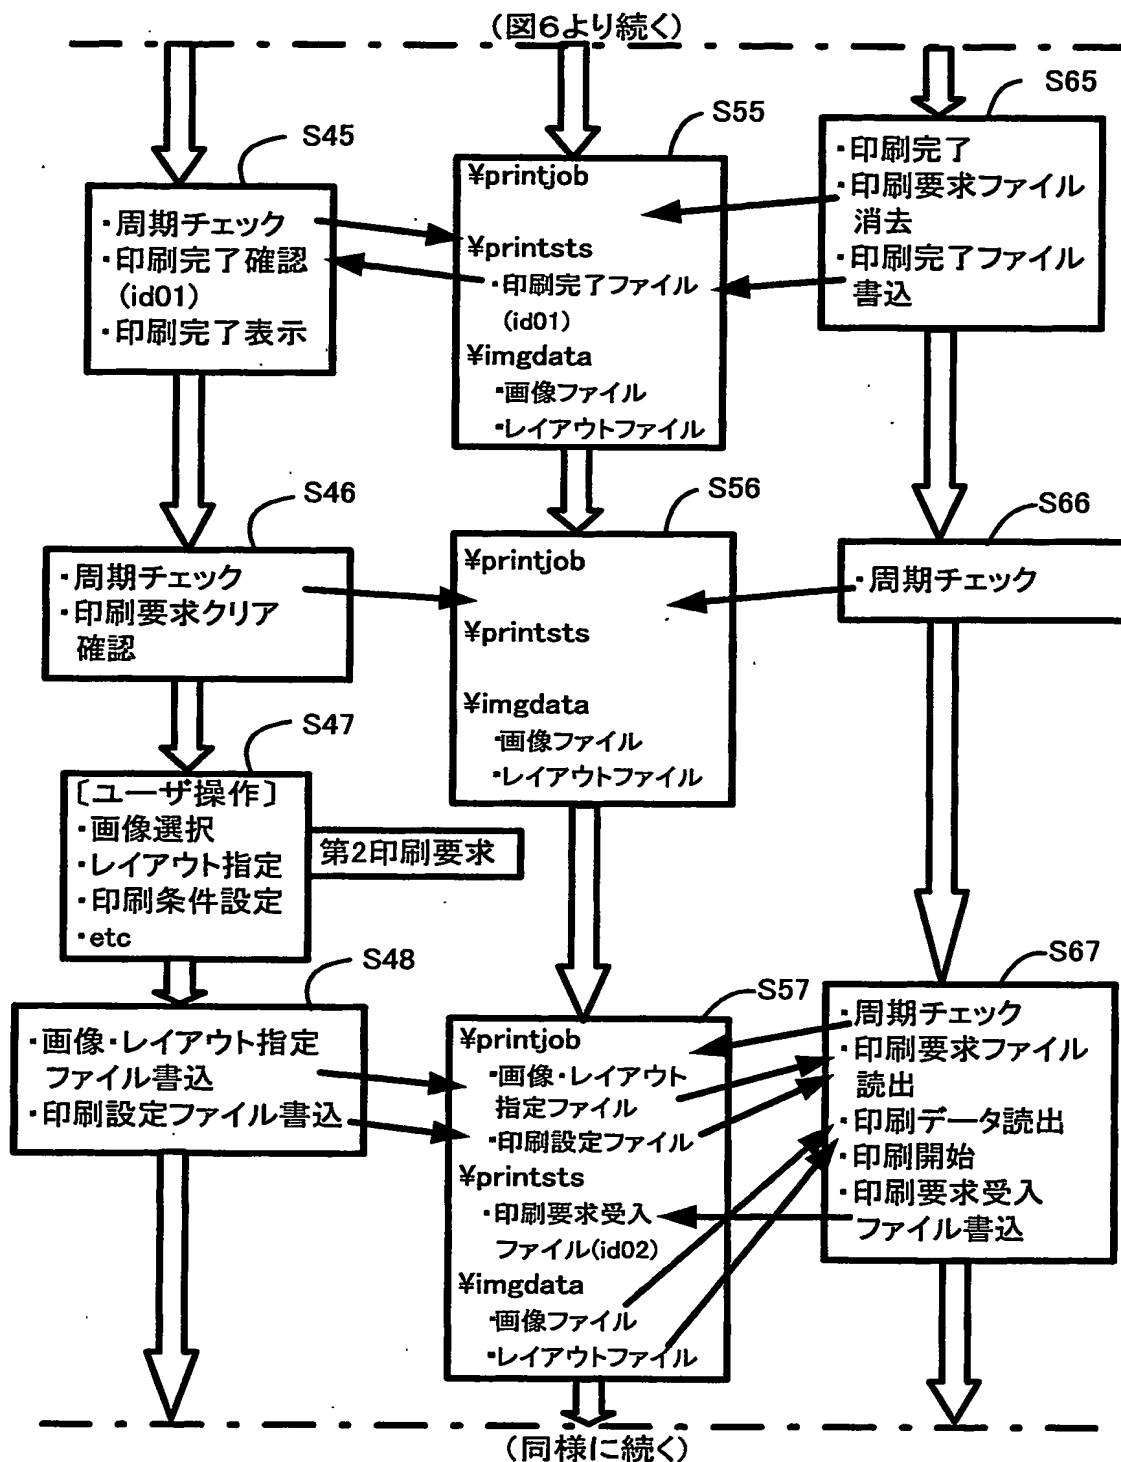 (図6より続く)
S45
・周期チェック
・印刷完了確認
(id01)
・印刷完了表示
S55
¥printjob
¥printsts
・印刷完了ファイル
(id01)
¥imgdata
・画像ファイル
・レイアウトファイル
S65
・印刷完了
・印刷要求ファイル
消去
・印刷完了ファイル
書込
S46
・周期チェック
・印刷要求クリア
確認
S56
¥printjob
¥printsts
¥imgdata
・画像ファイル
・レイアウトファイル
S66
・周期チェック
S47
〔ユーザ操作〕
・画像選択
・レイアウト指定
・印刷条件設定
・etc
第2印刷要求
S48
・画像・レイアウト指定
ファイル書込
・印刷設定ファイル書込
S57
¥printjob
・画像・レイアウト
指定ファイル
・印刷設定ファイル
¥printsts
・印刷要求受入
ファイル(id02)
¥imgdata
・画像ファイル
・レイアウトファイル
S67
・周期チェック
・印刷要求ファイル
読出
・印刷データ読出
・印刷開始
・印刷要求受入
ファイル書込
(同様に続く)